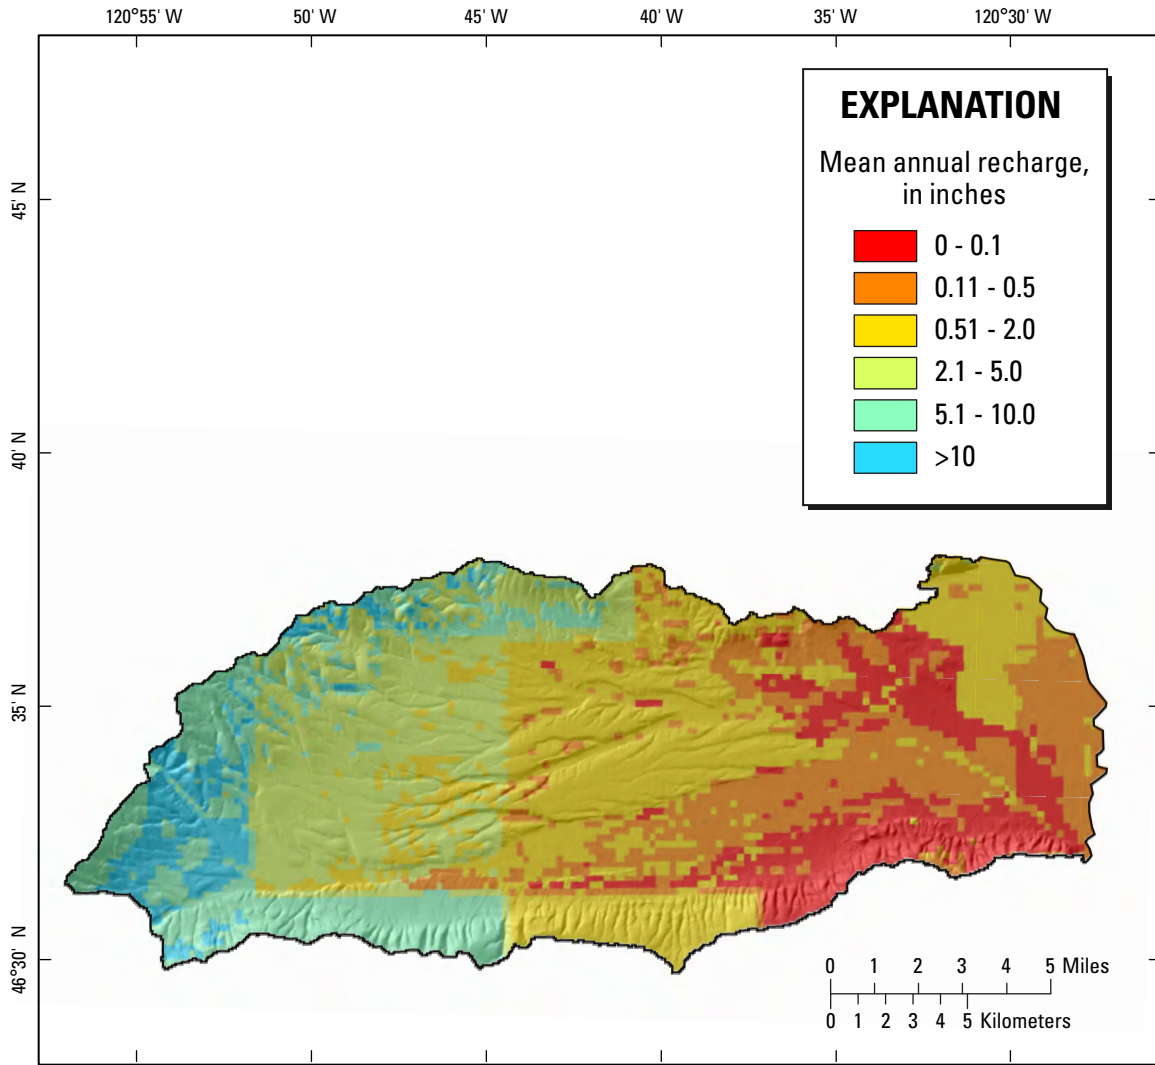 120°55' W 50' W 45' W 40' W 35' W 120°30' W
EXPLANATION
Mean annual recharge,
in inches
0 - 0.1
0.11 - 0.5
0.51 - 2.0
2.1 - 5.0
5.1 - 10.0
>10
45' N
40' N
35' N
46°30' N
0 1 2 3 4 5 Miles
0 1 2 3 4 5 Kilometers